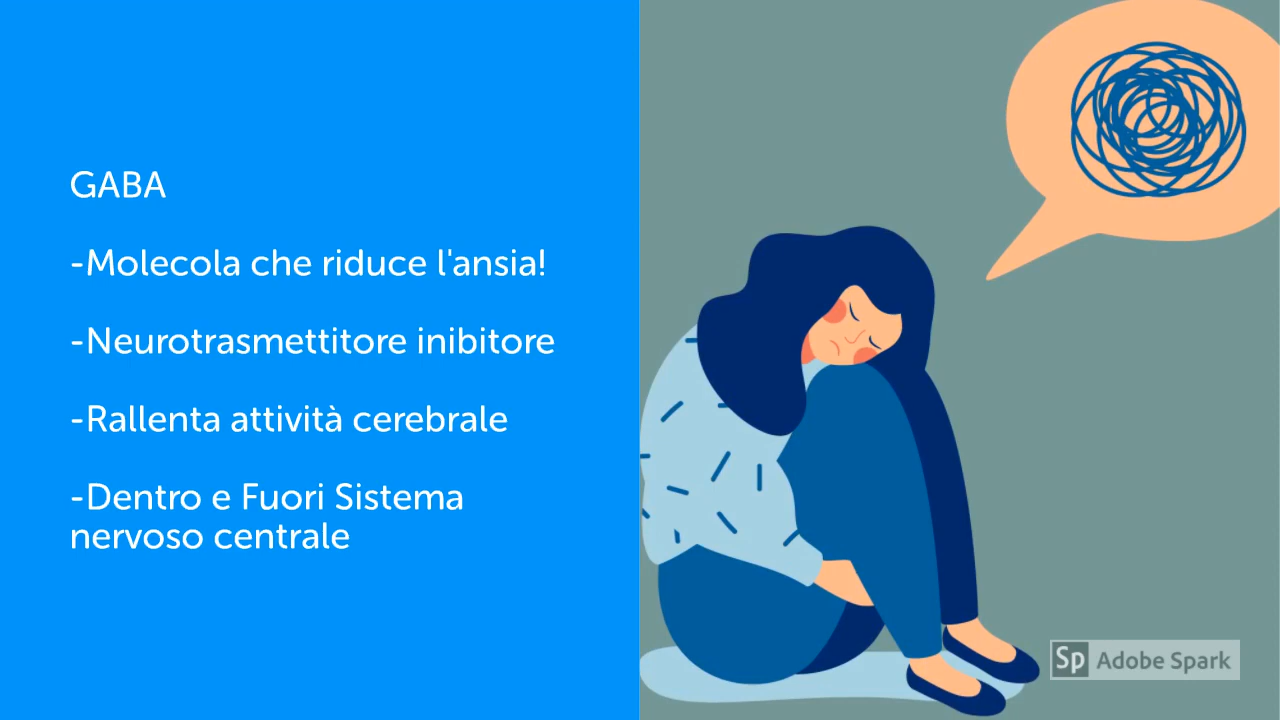 GABA
-Molecola che riduce l'ansia!
-Neurotrasmettitore inibitore
-Rallenta attività cerebrale
-Dentro e Fuori Sistema
nervoso centrale
Sp Adobe Spark